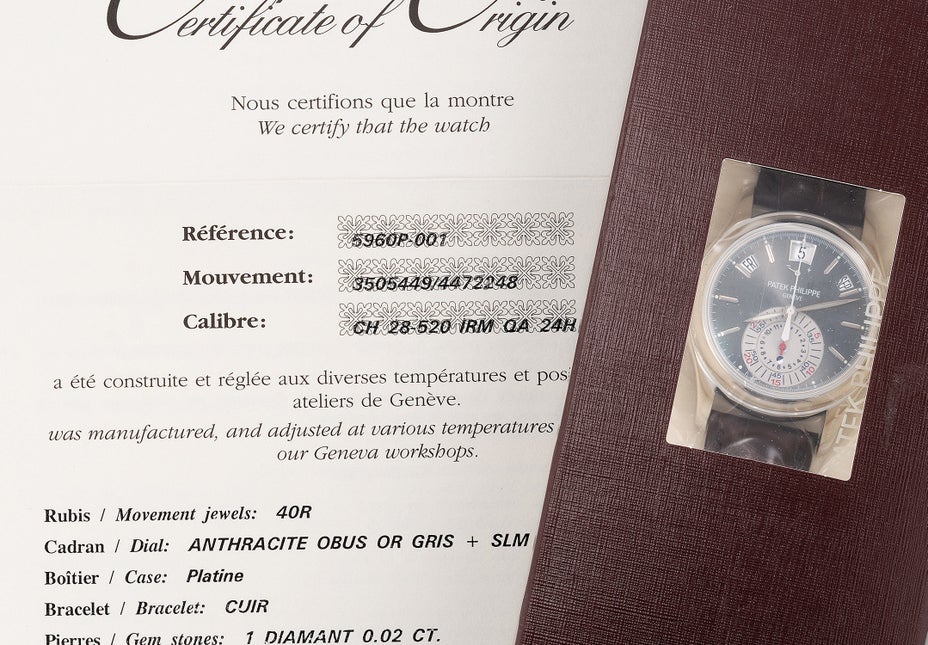 Certificate of Origin
Nous certifions que la montre
We certify that the watch
Référence: 5960P-001
Mouvement: 3505449/4472248
Calibre: CH 28-520 IRM QA 24H
a été construite et réglée aux diverses températures et pos
ateliers de Genève.
was manufactured, and adjusted at various temperatures
our Geneva workshops.
Rubis / Movement jewels: 40R
Cadran / Dial: ANTHRACITE OBUS OR GRIS + SLM
Boîtier / Case: Platine
Bracelet / Bracelet: CUIR
Pierres / Gem stones: 1 DIAMANT 0.02 CT.
FRI 5
PATEK PHILIPPE
GENEVE
TEK PHILIPPE